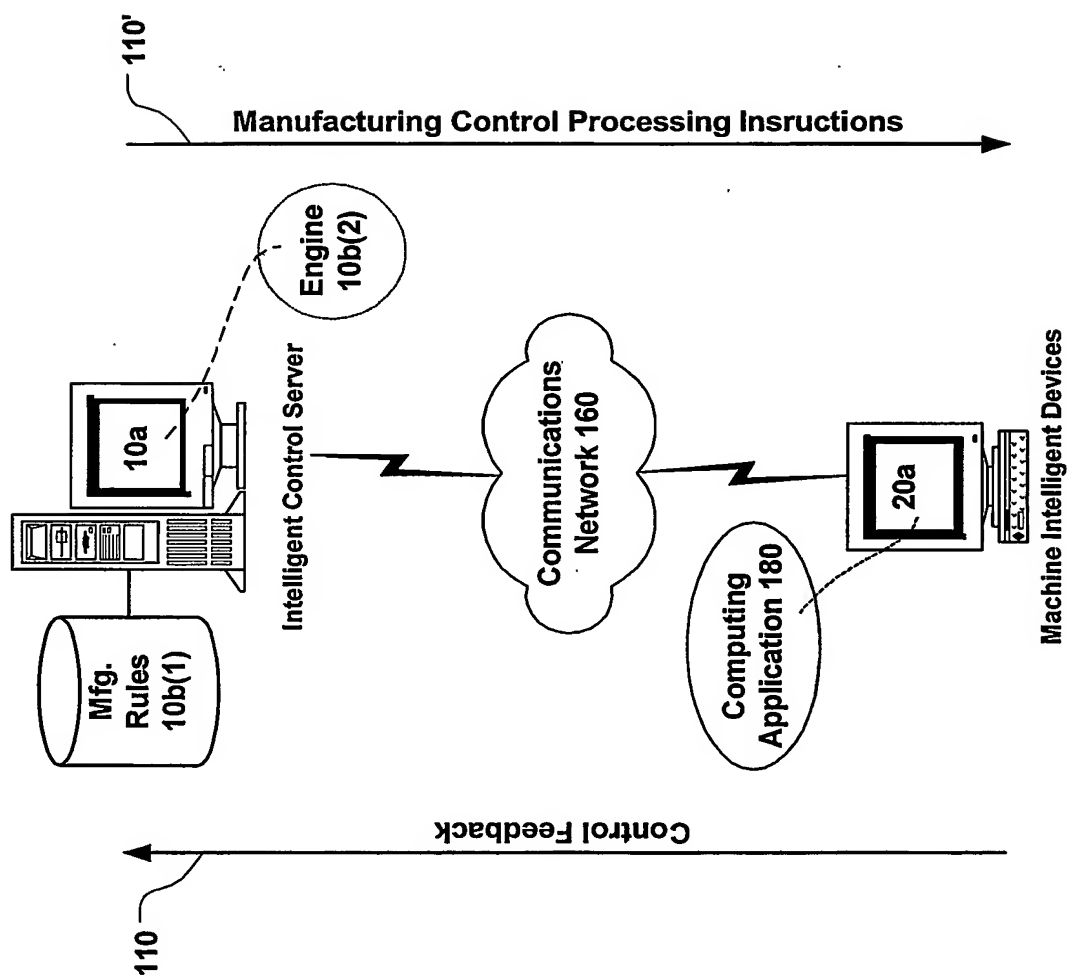 110'
Manufacturing Control Processing Insructions
Engine
10b(2)
10a
Intelligent Control Server
Mfg.
Rules
10b(1)
Communications
Network 160
20a
Computing
Application 180
Machine Intelligent Devices
Control Feedback
110